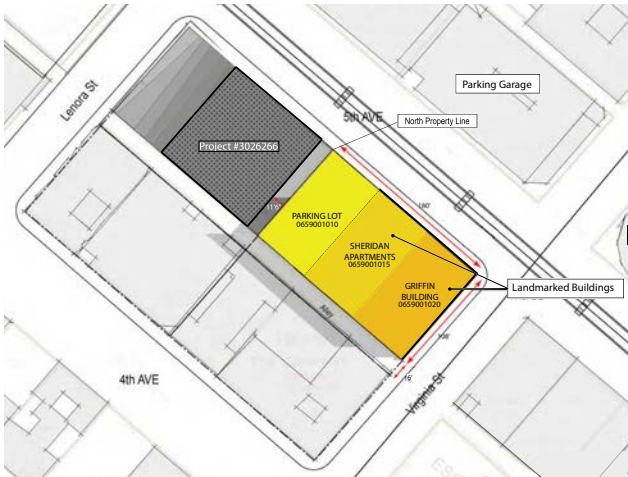 Lenora St
Parking Garage
5th AVE
North Property Line
Project #3026266
11'6"
180'
PARKING LOT
0659001010
SHERIDAN
APARTMENTS
0659001015
GRIFFIN
BUILDING
0659001020
Landmarked Buildings
Alley
108'
16'
4th AVE
Virginia St